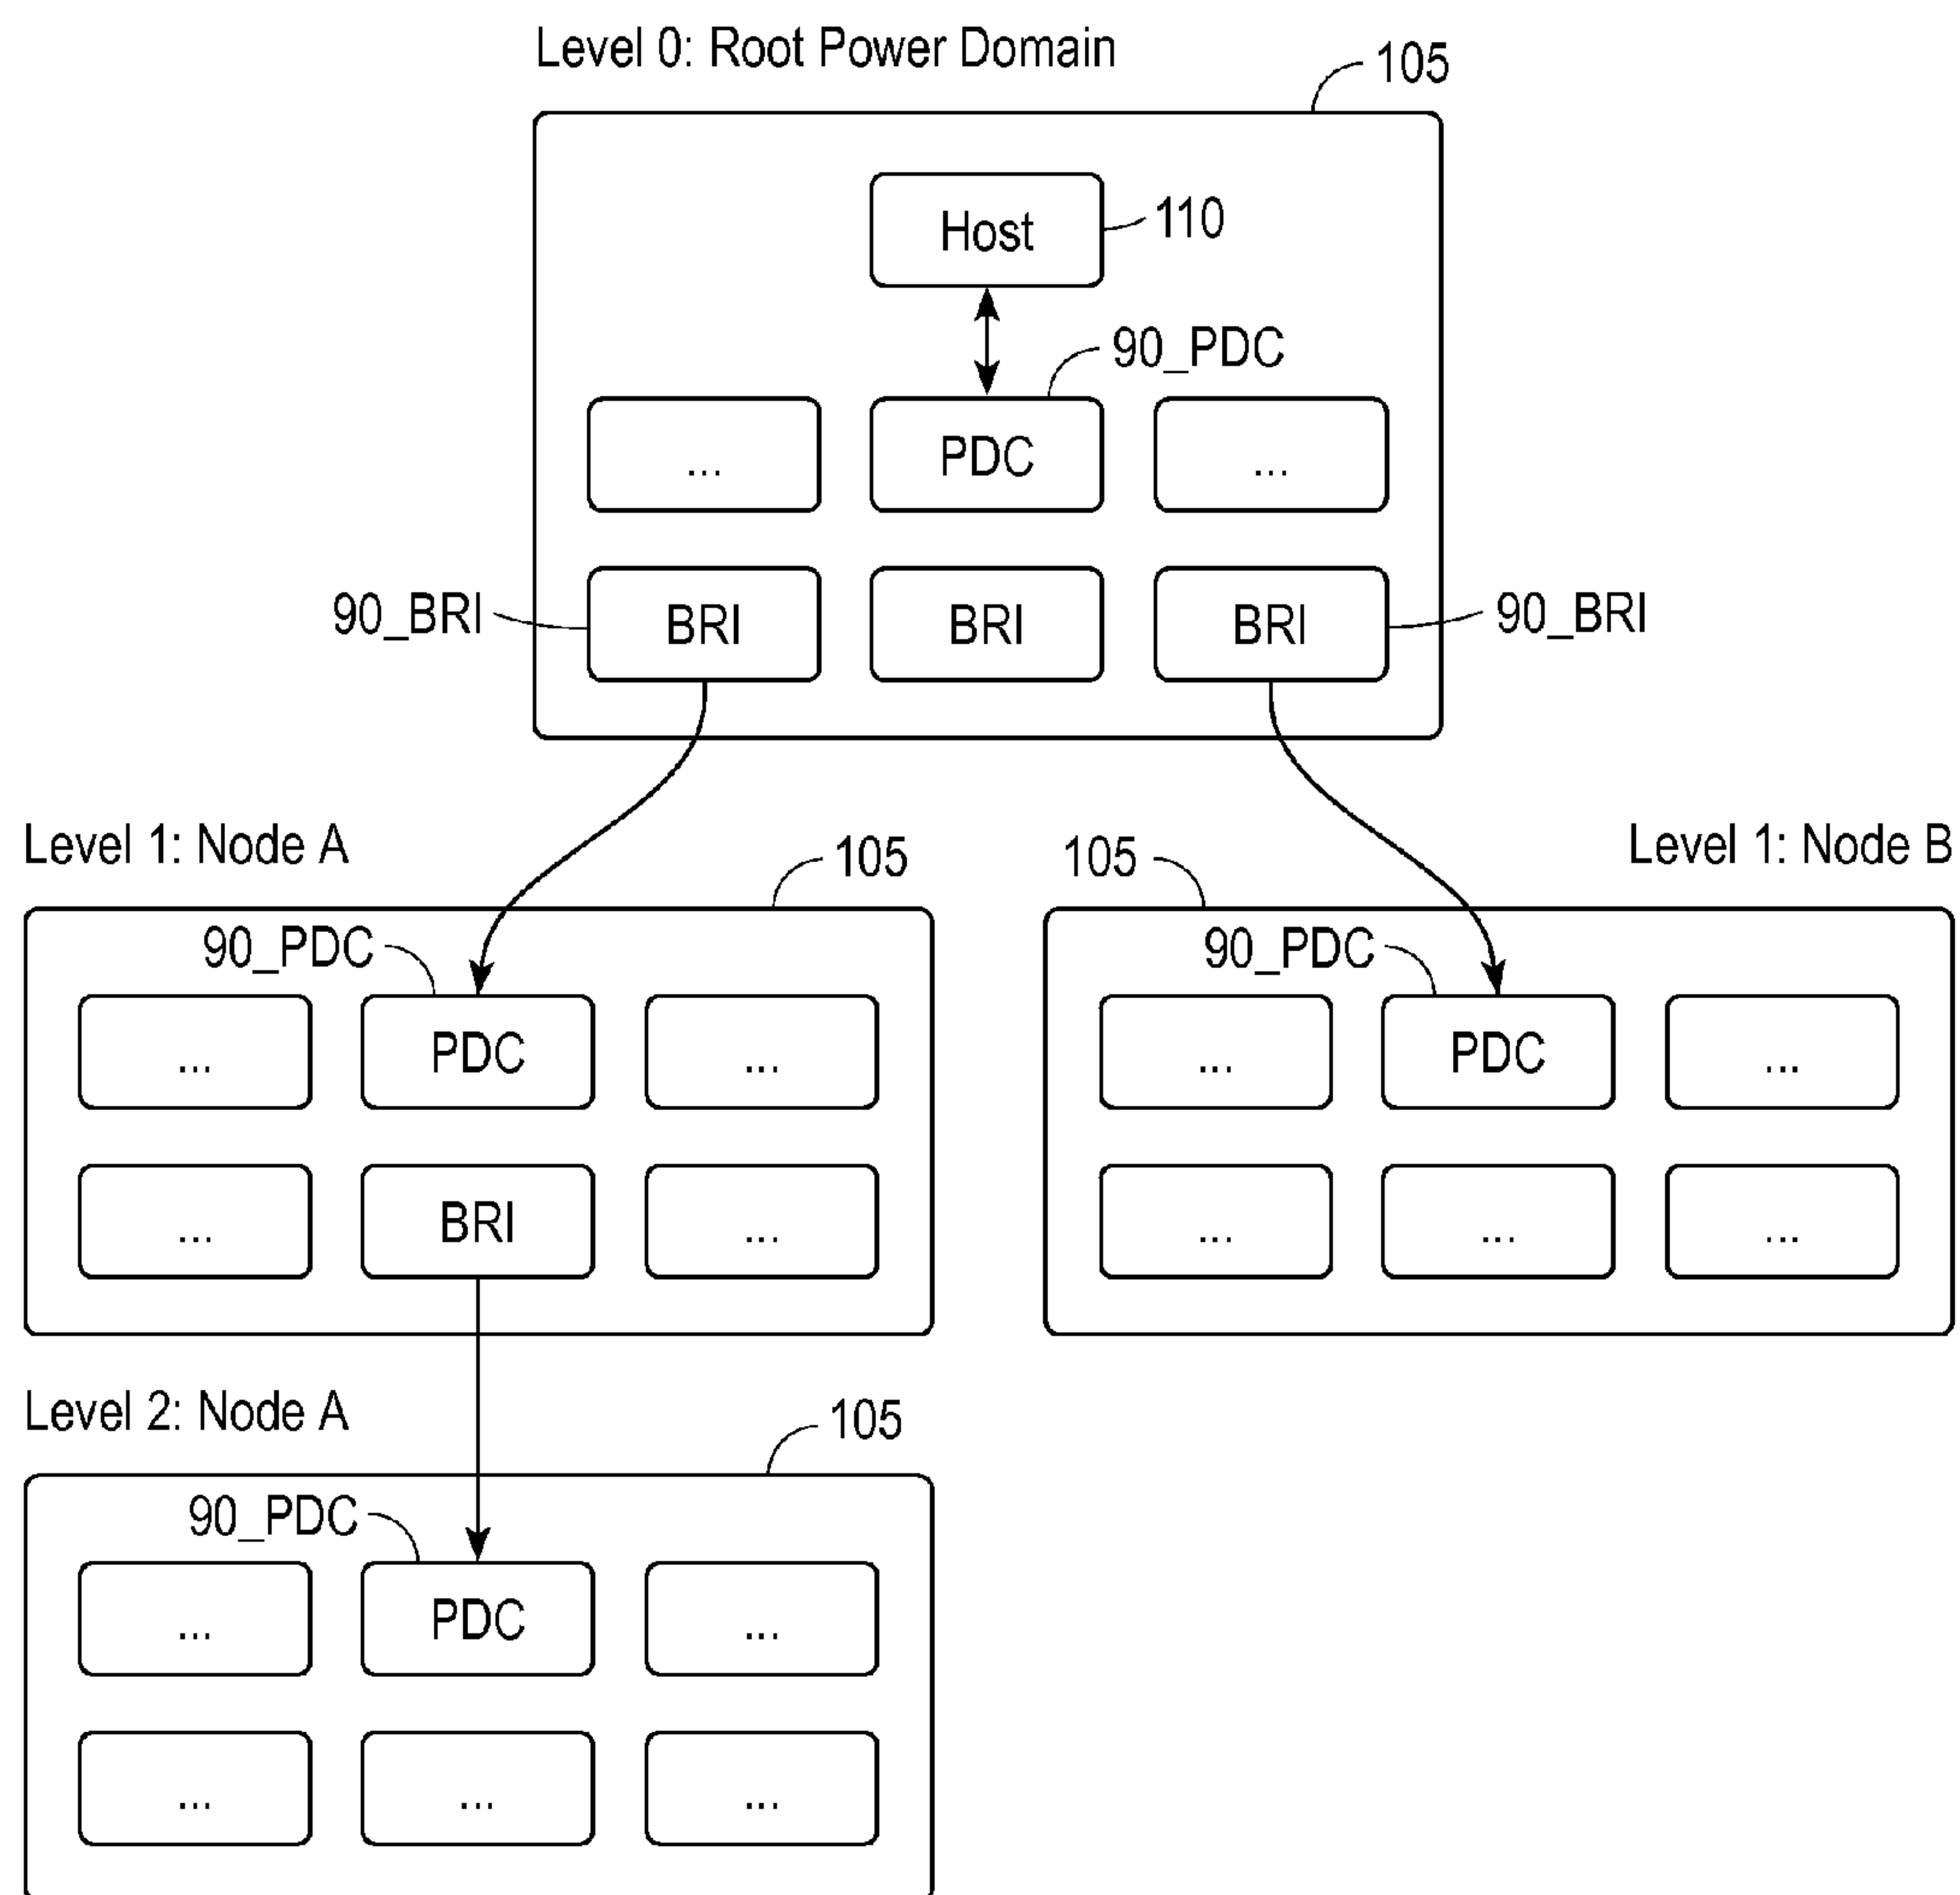 Level 0: Root Power Domain
105
Host
110
90_PDC
...
PDC
...
90_BRI
BRI
BRI
BRI
90_BRI
Level 1: Node A
105
105
Level 1: Node B
90_PDC
90_PDC
...
PDC
...
...
PDC
...
...
BRI
...
...
...
...
Level 2: Node A
105
90_PDC
...
PDC
...
...
...
...